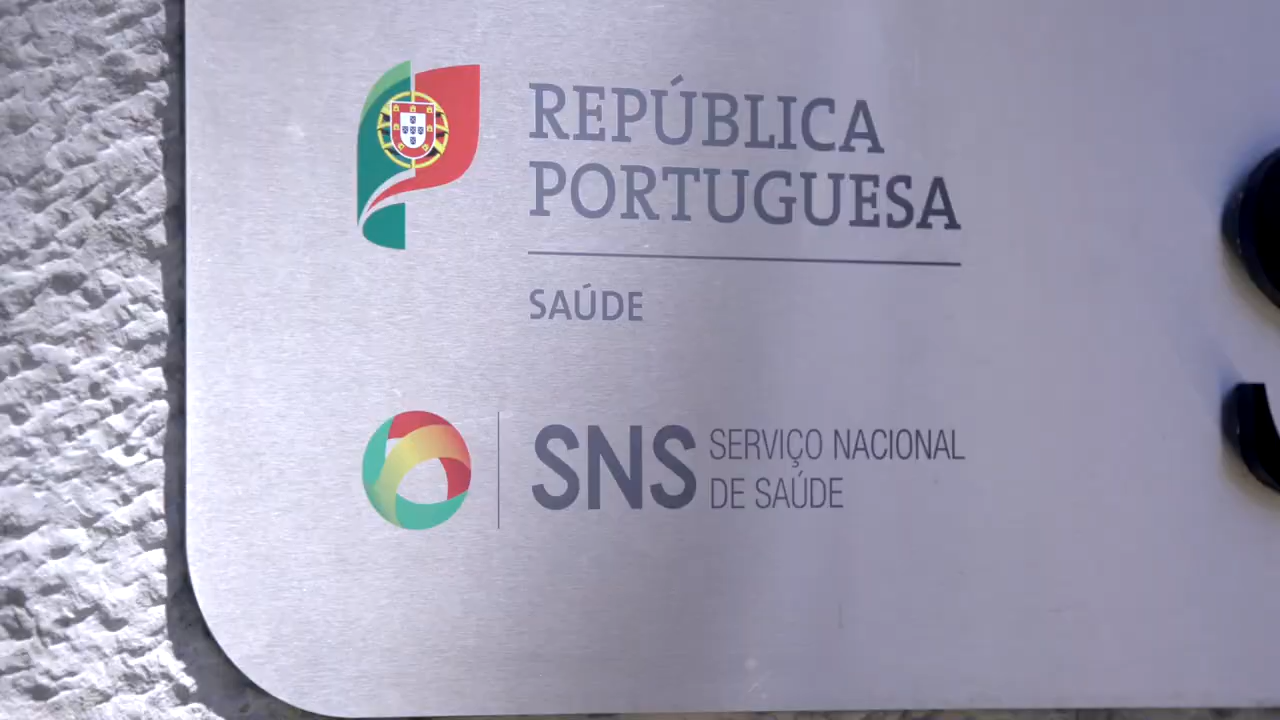 REPÚBLICA
PORTUGUESA
SAÚDE
SNS SERVIÇO NACIONAL
DE SAÚDE